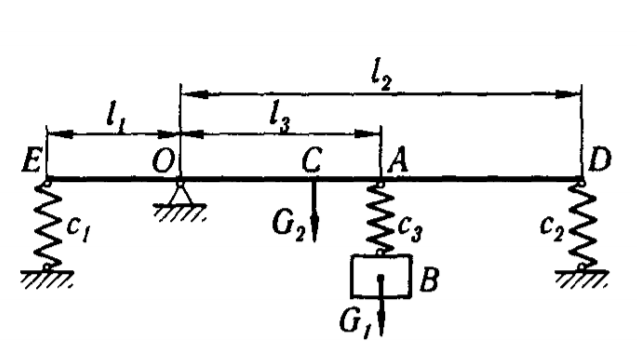 l₂
l₁ l₃
E O C A D
c₁ G₂ c₃ c₂
B
G₁